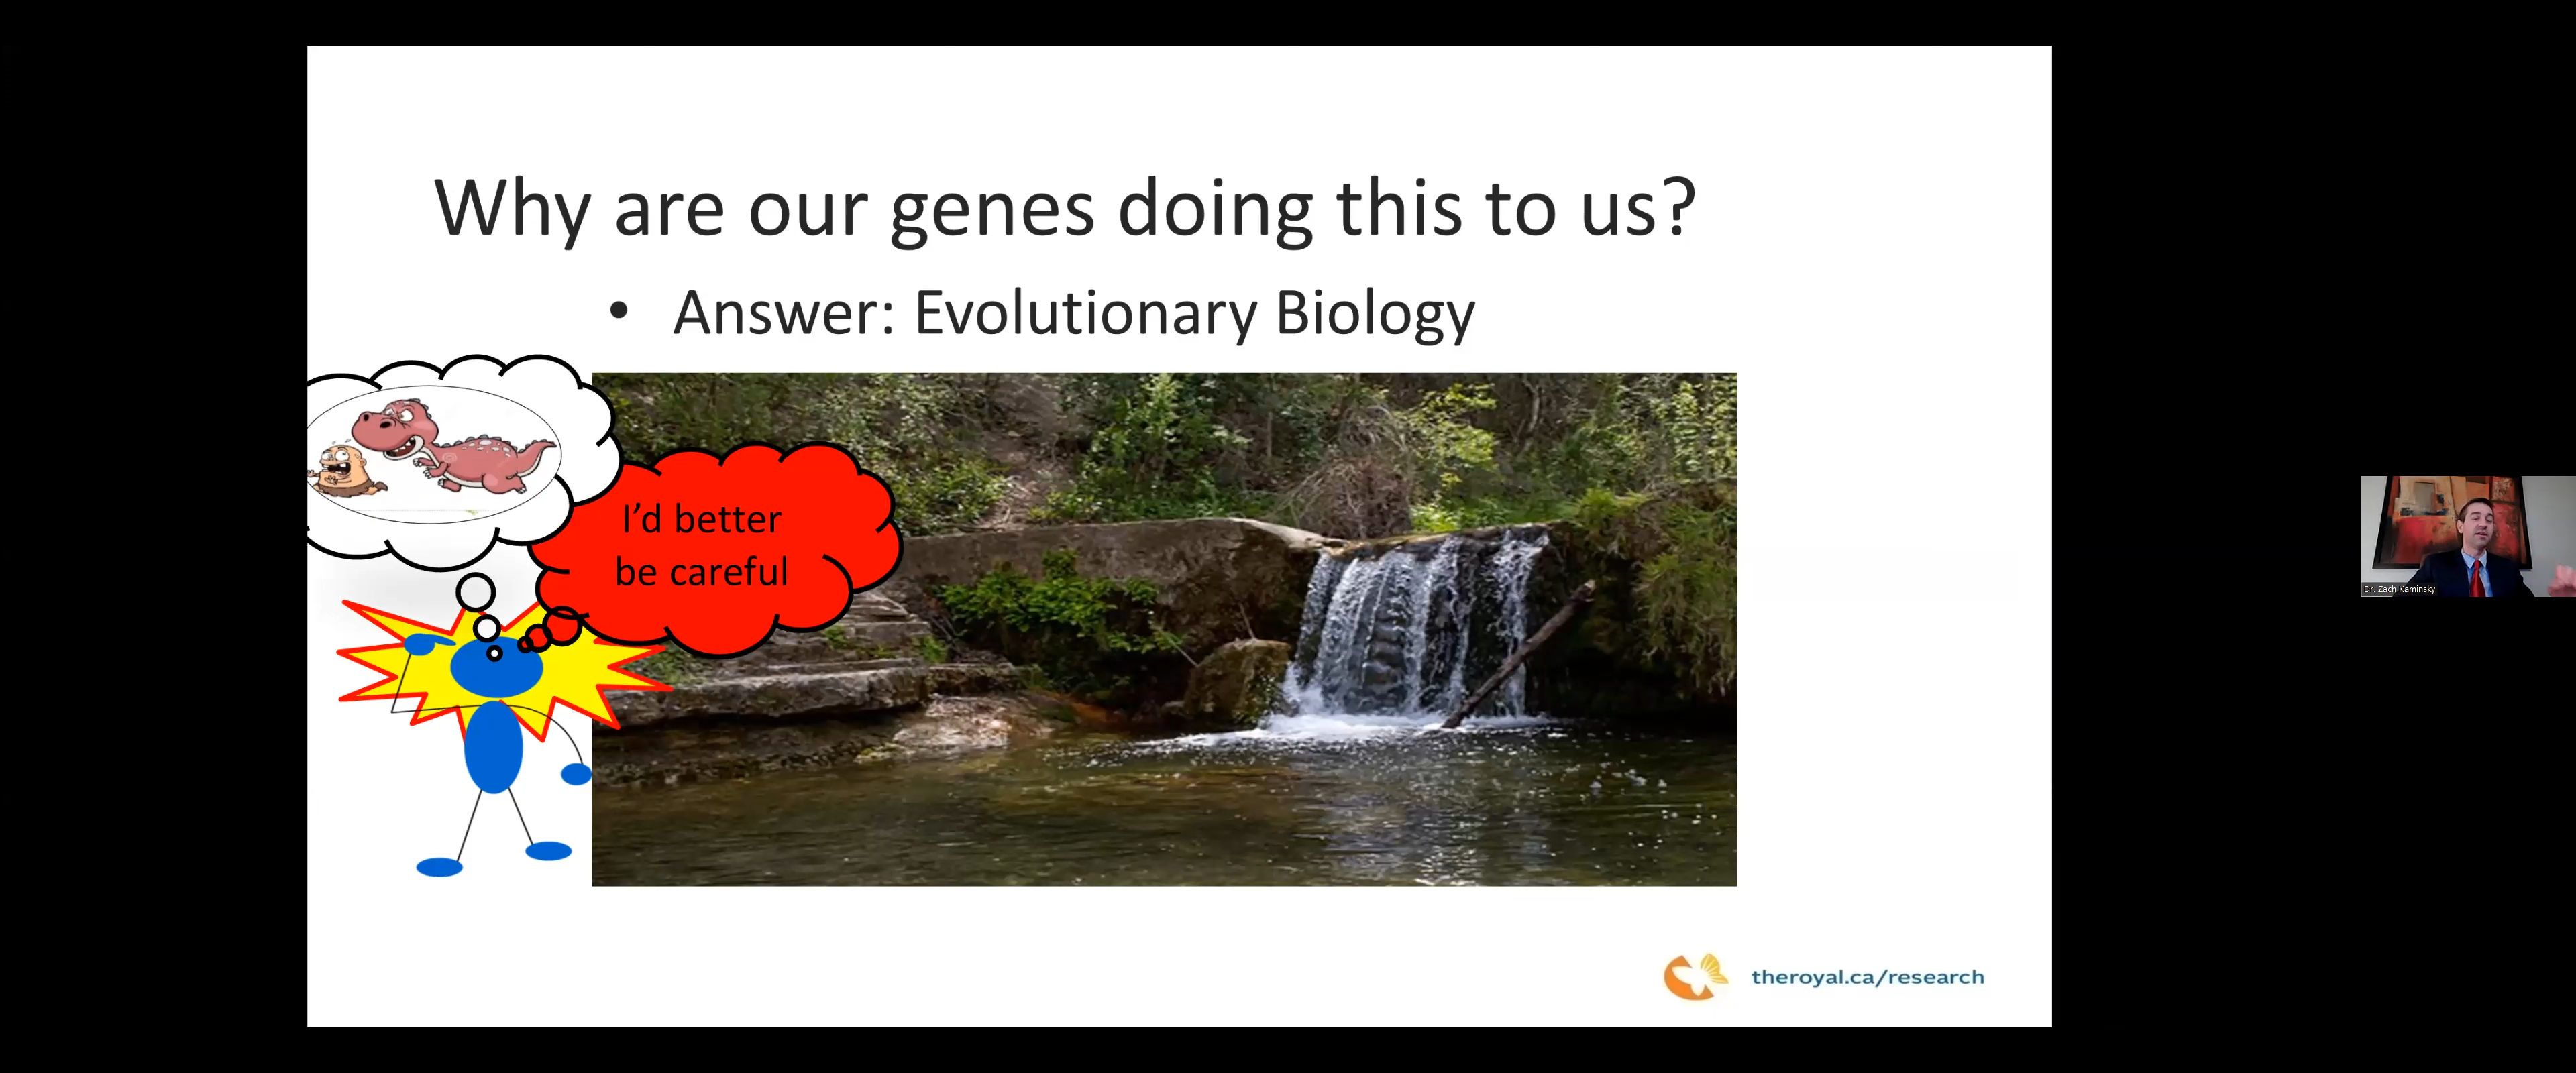 Why are our genes doing this to us?
• Answer: Evolutionary Biology
I'd better
be careful
Dr. Zach Kaminsky
theroyal.ca/research